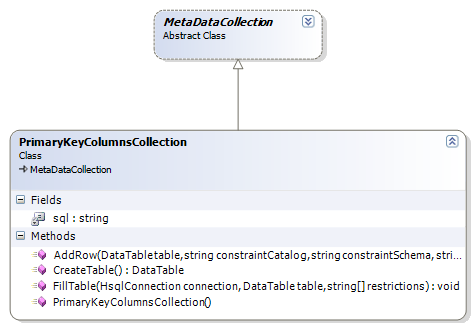 MetaDataCollection
Abstract Class
PrimaryKeyColumnsCollection
Class
MetaDataCollection
Fields
sql : string
Methods
AddRow(DataTable table, string constraintCatalog, string constraintSchema, stri...
CreateTable() : DataTable
FillTable(HsqlConnection connection, DataTable table, string[] restrictions) : void
PrimaryKeyColumnsCollection()